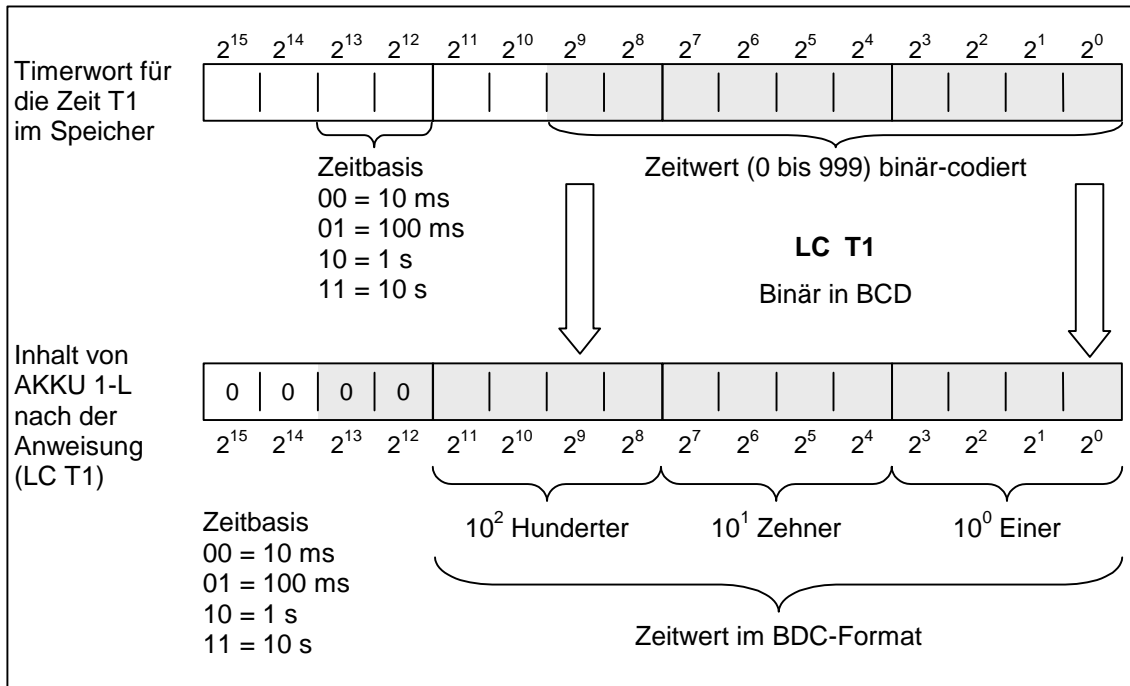 2^15 2^14 2^13 2^12 2^11 2^10 2^9 2^8 2^7 2^6 2^5 2^4 2^3 2^2 2^1 2^0
Timerwort für
die Zeit T1
im Speicher
Zeitbasis
00 = 10 ms
01 = 100 ms
10 = 1 s
11 = 10 s
Zeitwert (0 bis 999) binär-codiert
LC T1
Binär in BCD
Inhalt von
AKKU 1-L
nach der
Anweisung
(LC T1)
0 0 0 0
2^15 2^14 2^13 2^12 2^11 2^10 2^9 2^8 2^7 2^6 2^5 2^4 2^3 2^2 2^1 2^0
10^2 Hunderter 10^1 Zehner 10^0 Einer
Zeitbasis
00 = 10 ms
01 = 100 ms
10 = 1 s
11 = 10 s
Zeitwert im BDC-Format